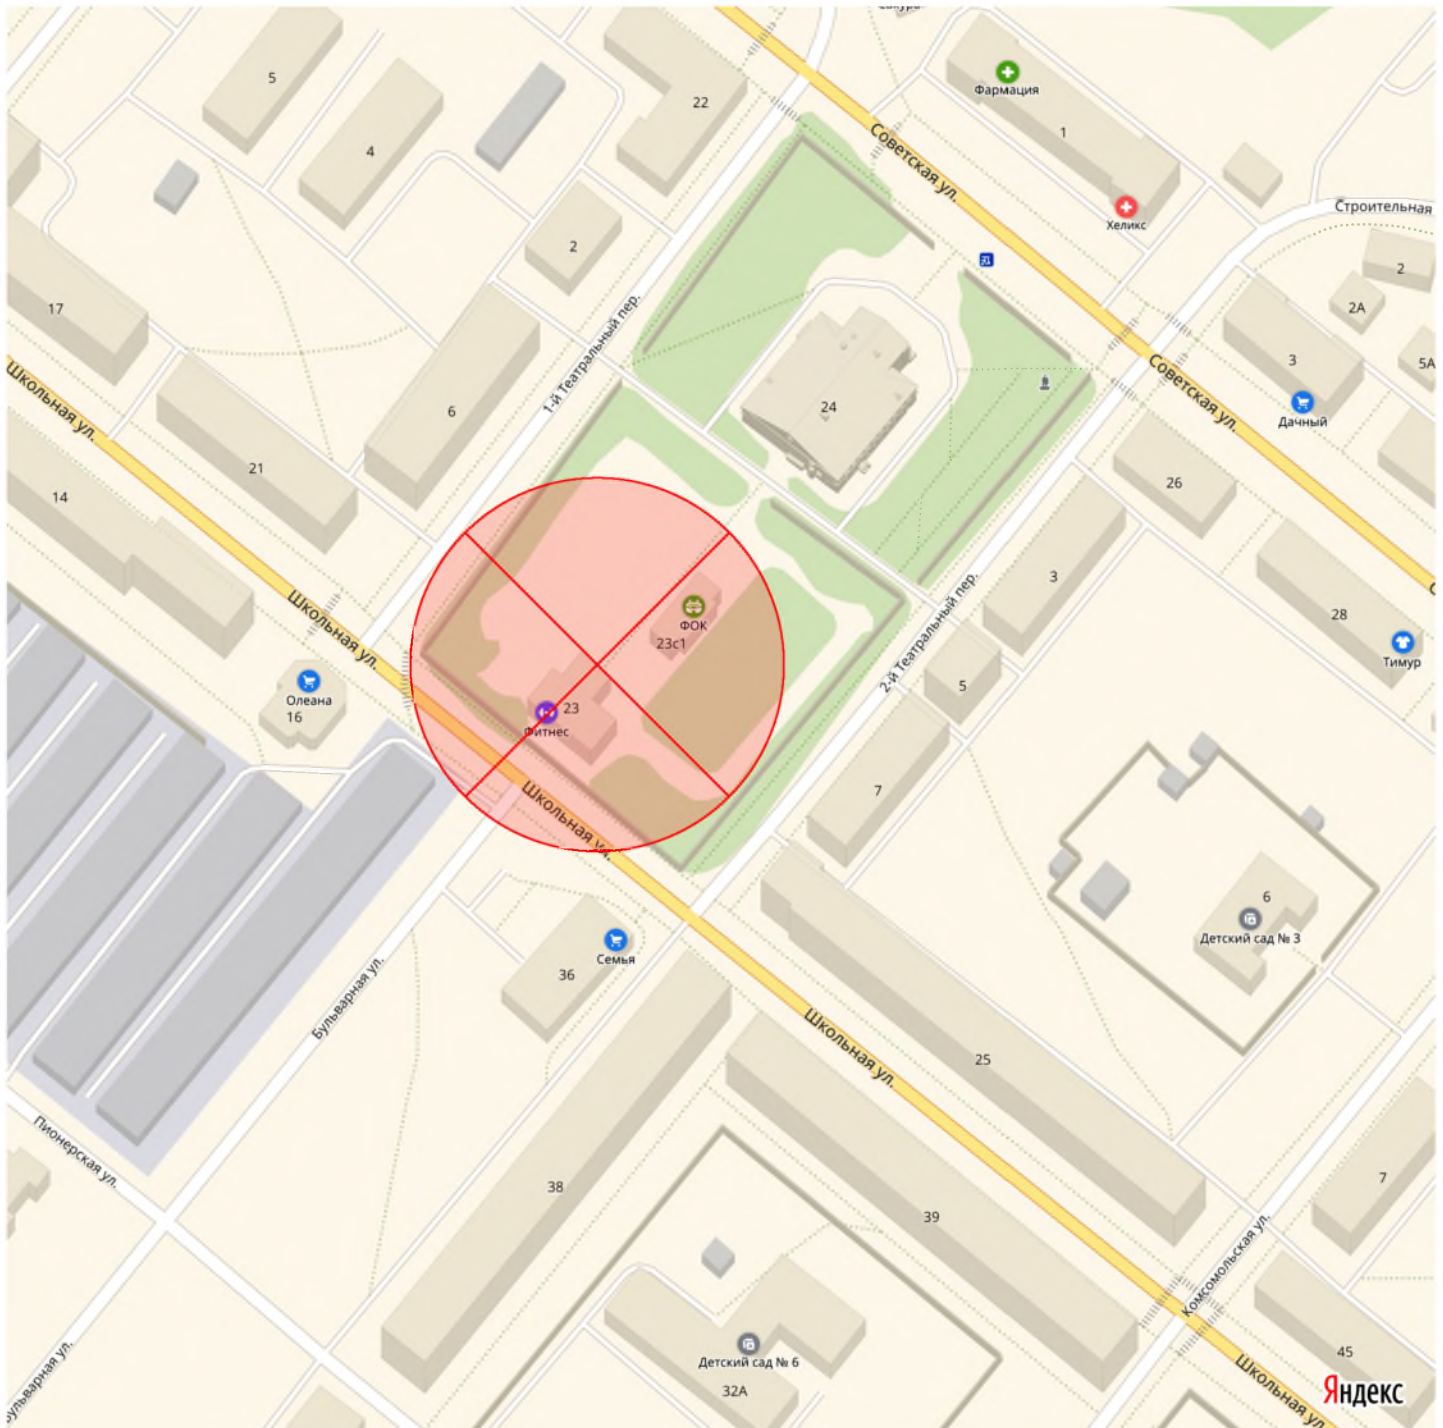 5
22
Фармация
1
4
Советская ул.
Хеликс
Строительная
2
2
2А
17
1-й Театральный пер.
3
5А
Школьная ул.
6
24
Советская ул.
Дачный
21
14
26
3
ФОК
23с1
28
Школьная ул.
Тимур
2-й Театральный пер.
5
Олеана
16
23
Фитнес
7
Школьная ул.
6
Детский сад № 3
Семья
36
Бульварная ул.
Школьная ул.
25
Пионерская ул.
38
39
7
Комсомольская ул.
Детский сад № 6
32А
45
Школьная ул.
Бульварная ул.
Яндекс